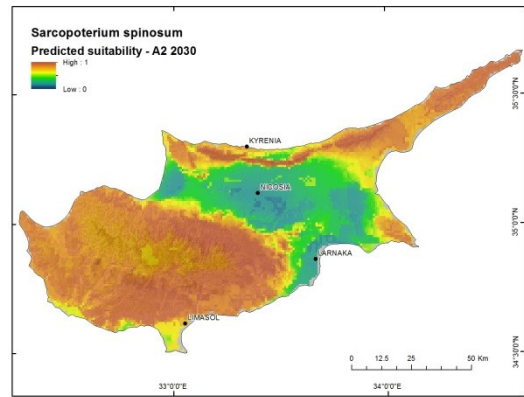 Sarcopoterium spinosum
Predicted suitability - A2 2030
High : 1
Low : 0
KYRENIA
NICOSIA
LARNAKA
LIMASOL
35°30'0"N
35°0'0"N
34°30'0"N
0 12.5 25 50 Km
33°0'0"E 34°0'0"E